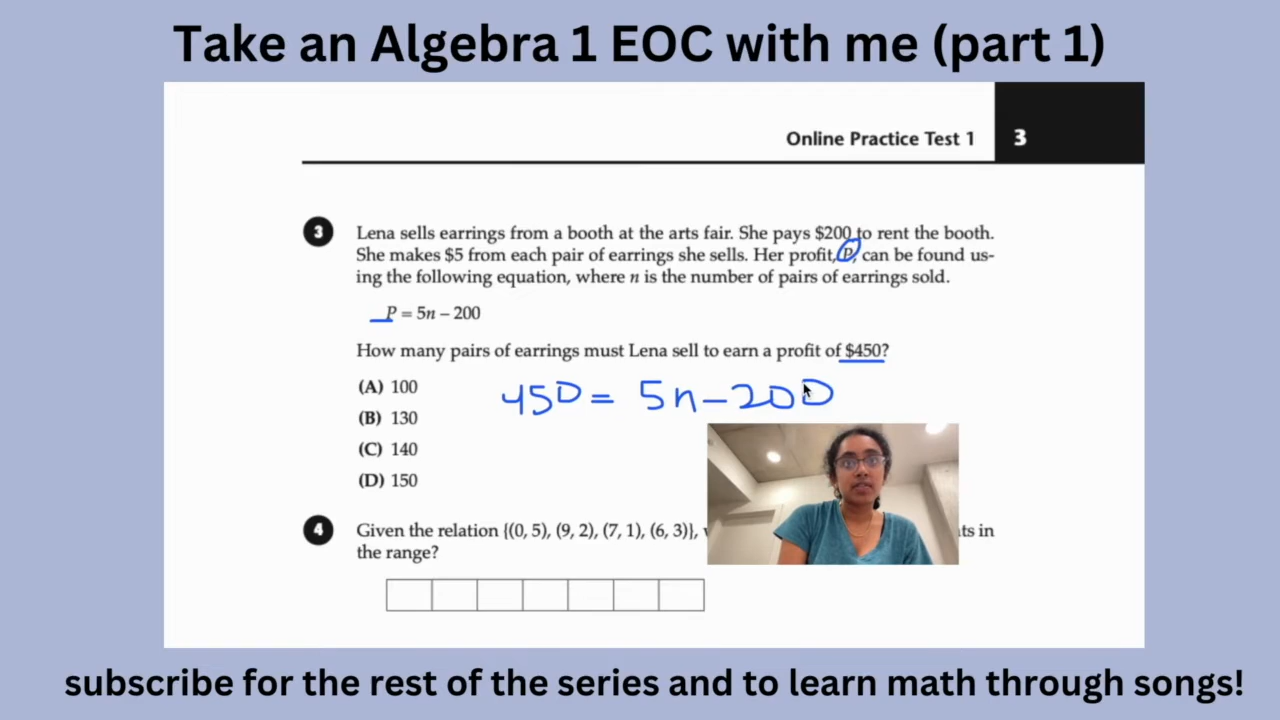 Take an Algebra 1 EOC with me (part 1)
Online Practice Test 1 3
3 Lena sells earrings from a booth at the arts fair. She pays $200 to rent the booth.
She makes $5 from each pair of earrings she sells. Her profit, P, can be found us-
ing the following equation, where n is the number of pairs of earrings sold.
P = 5n – 200
How many pairs of earrings must Lena sell to earn a profit of $450?
(A) 100
450 = 5n – 200
(B) 130
(C) 140
(D) 150
4 Given the relation {(0, 5), (9, 2), (7, 1), (6, 3)}, in
the range?
subscribe for the rest of the series and to learn math through songs!